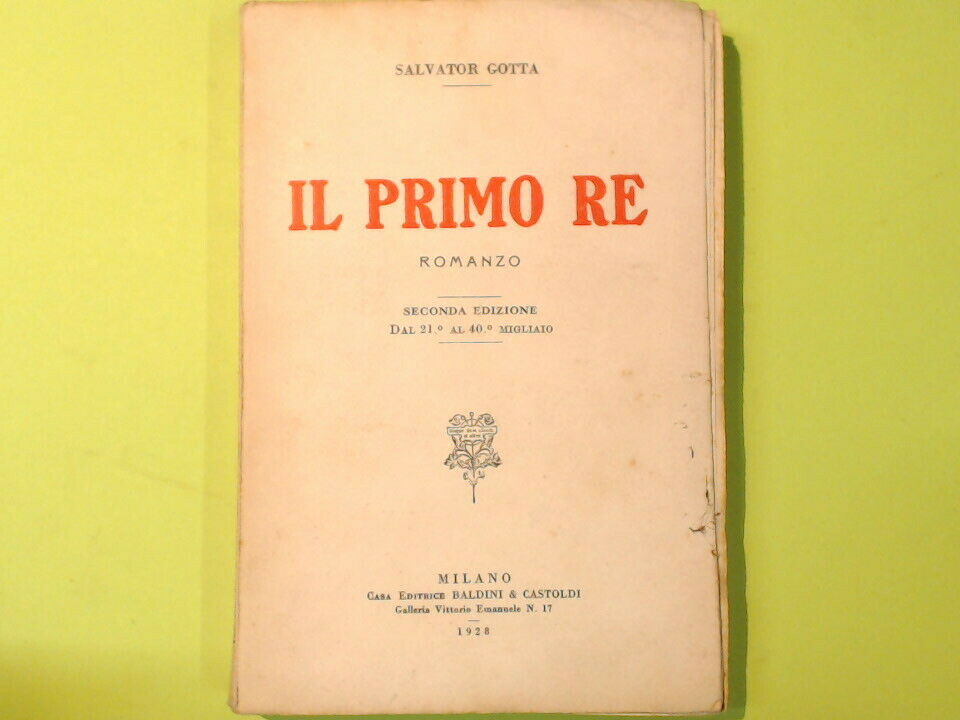 SALVATOR GOTTA
IL PRIMO RE
ROMANZO
SECONDA EDIZIONE
DAL 21.º AL 40.º MIGLIAIO
MILANO
CASA EDITRICE BALDINI & CASTOLDI
Galleria Vittorio Emanuele N. 17
1928